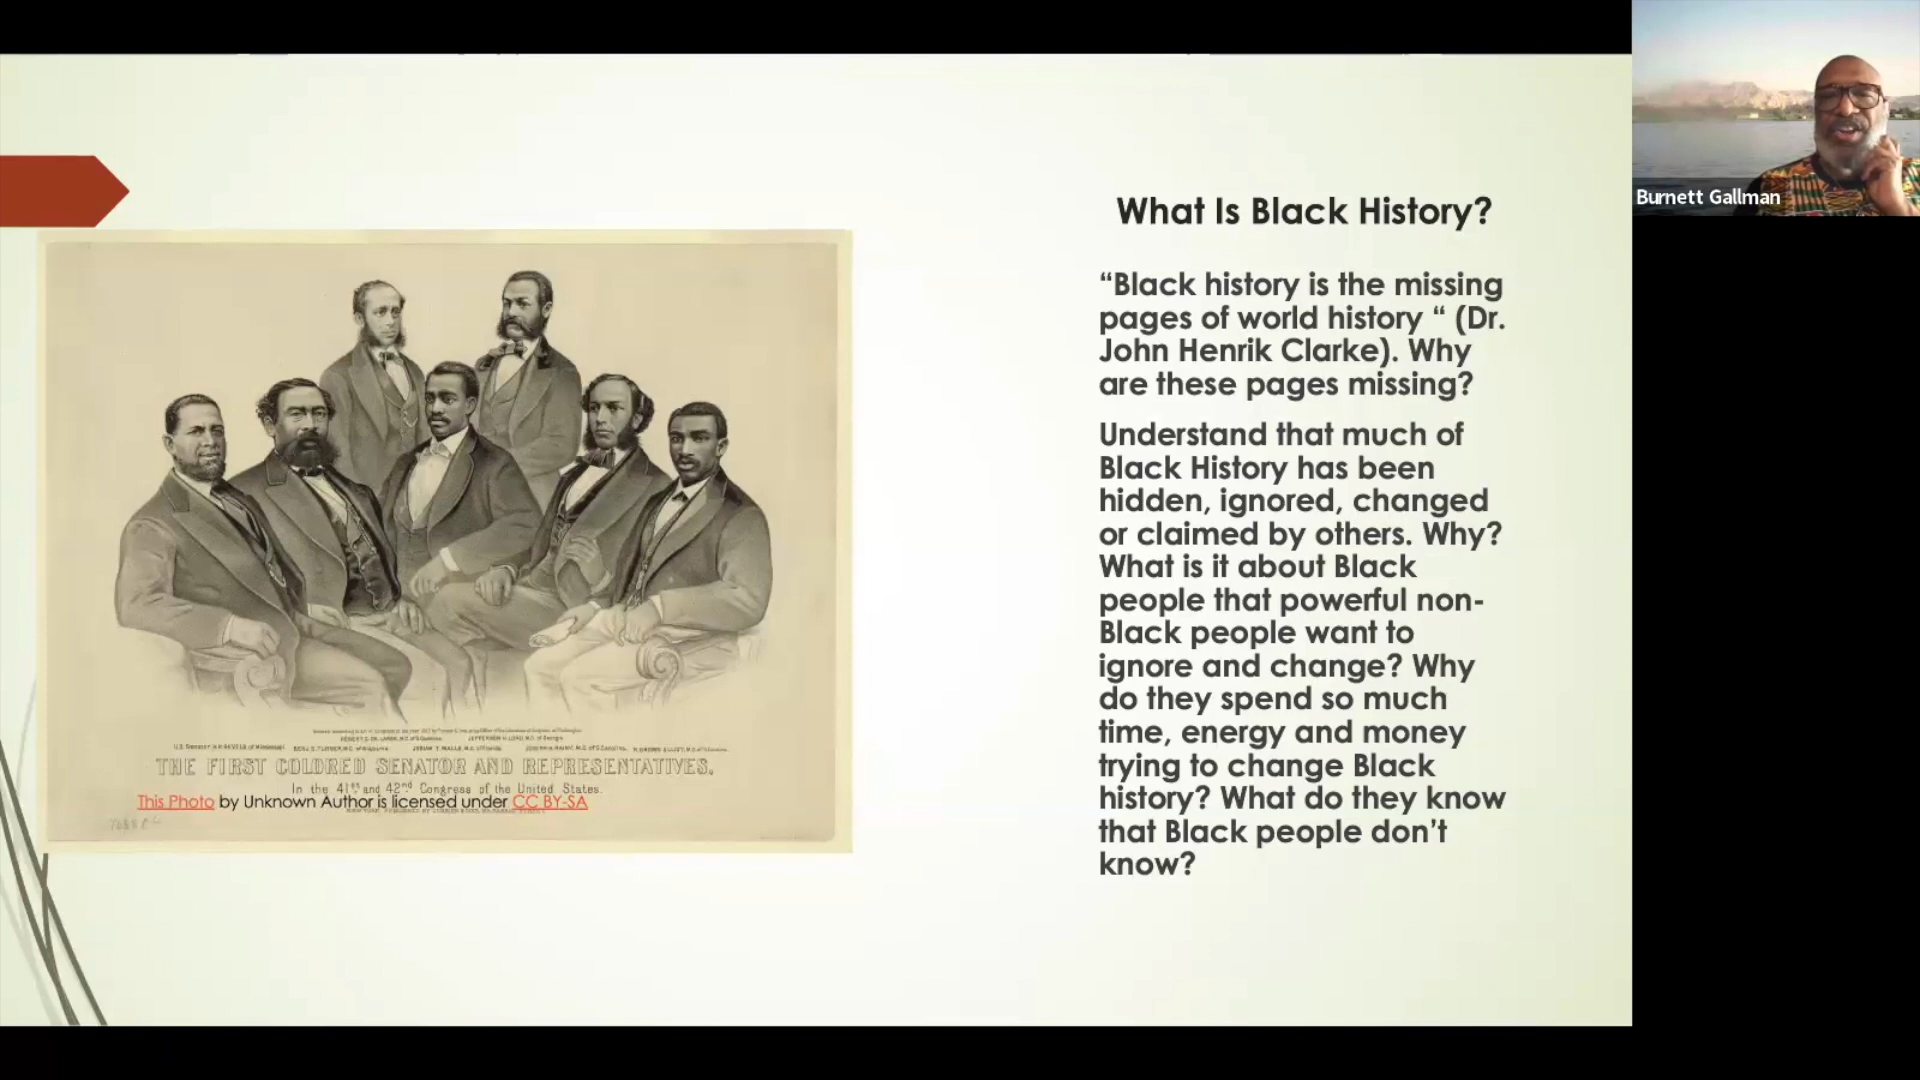 What Is Black History?
“Black history is the missing
pages of world history “ (Dr.
John Henrik Clarke). Why
are these pages missing?
Understand that much of
Black History has been
hidden, ignored, changed
or claimed by others. Why?
What is it about Black
people that powerful non-
Black people want to
ignore and change? Why
do they spend so much
time, energy and money
trying to change Black
history? What do they know
that Black people don’t
know?
THE FIRST COLORED SENATOR AND REPRESENTATIVES.
In the 41st and 42nd Congress of the United States.
This Photo by Unknown Author is licensed under CC BY-SA
Burnett Gallman